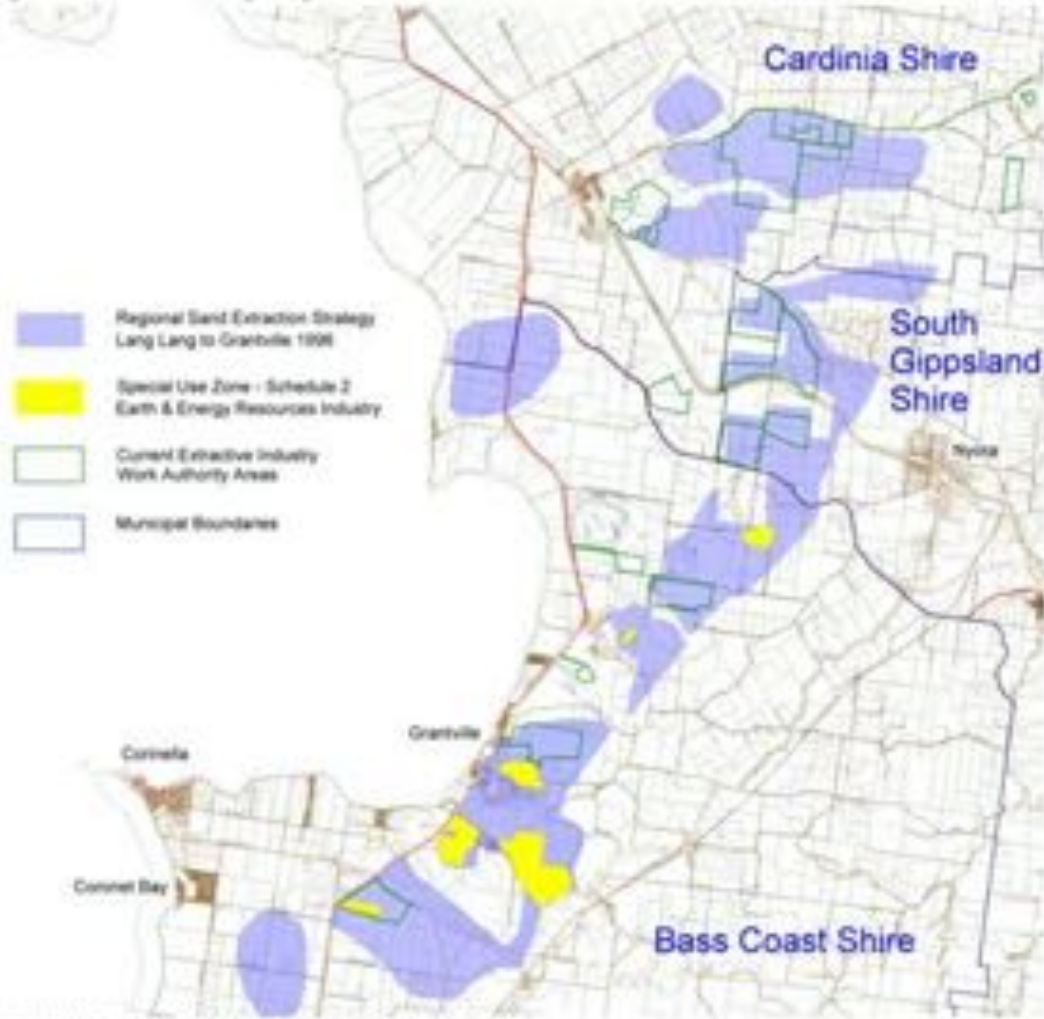 Cardinia Shire
South
Gippsland
Shire
Regional Sand Extraction Strategy
Lang Lang to Grantville 1996
Special Use Zone - Schedule 2
Earth & Energy Resources Industry
Current Extractive Industry
Work Authority Areas
Municipal Boundaries
Nyora
Grantville
Corinella
Coronet Bay
Bass Coast Shire